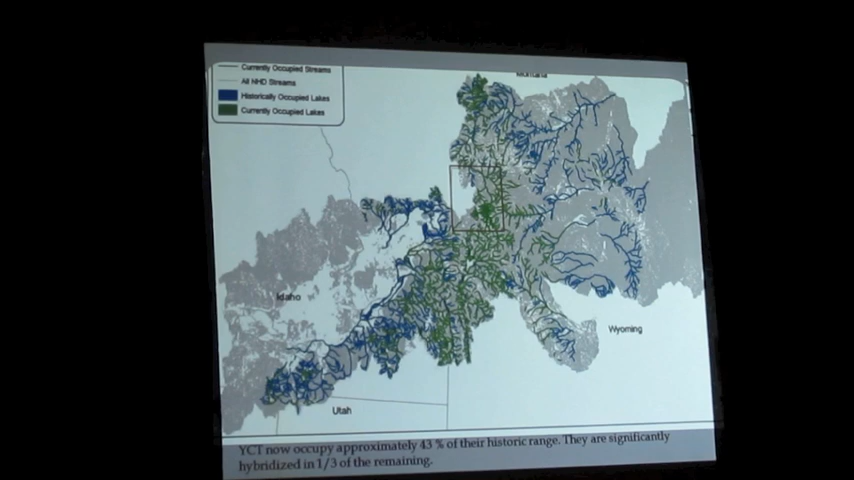 Currently Occupied Streams
All NHD Streams
Historically Occupied Lakes
Currently Occupied Lakes
Montana
Idaho
Wyoming
Utah
YCT now occupy approximately 43 % of their historic range. They are significantly
hybridized in 1/3 of the remaining.